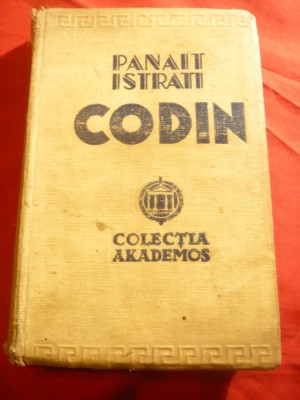 PANAIT
ISTRATI
CODIN
COLECȚIA
AKADEMOS